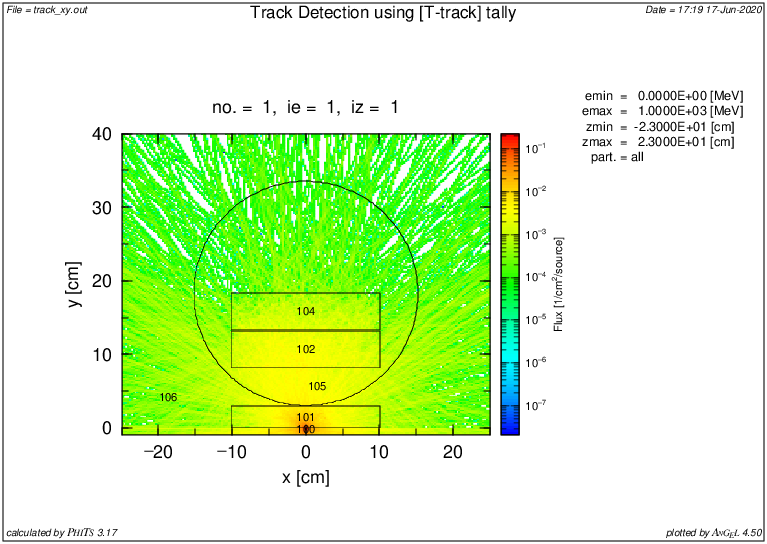 File = track_xy.out
Track Detection using [T-track] tally
Date = 17:19 17-Jun-2020
no. = 1, ie = 1, iz = 1
emin = 0.0000E+00 [MeV]
emax = 1.0000E+03 [MeV]
zmin = -2.3000E+01 [cm]
zmax = 2.3000E+01 [cm]
part. = all
40
30
20
10
0
y [cm]
104
102
105
106
101
100
−20
−10
0
10
20
x [cm]
10−1
10−2
10−3
10−4
10−5
10−6
10−7
Flux [1/cm2/source]
calculated by PHITS 3.17
plotted by ANGEL 4.50